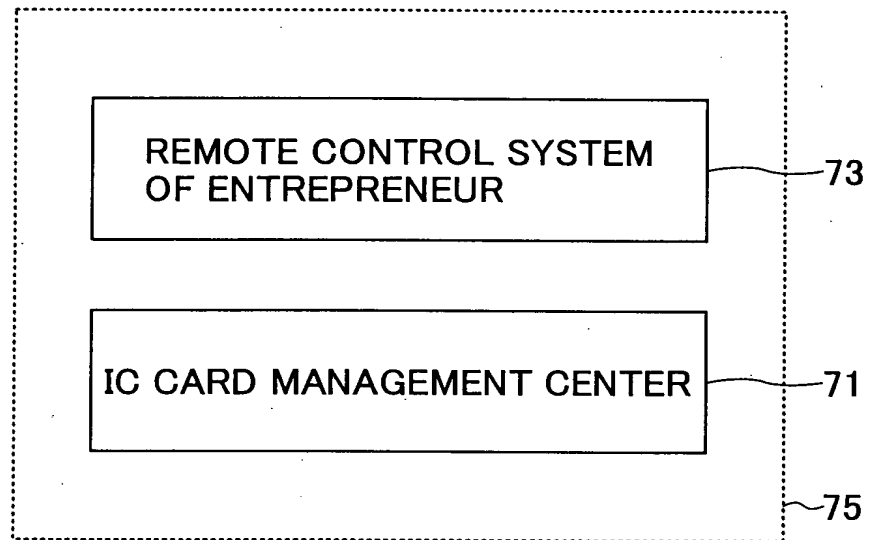 REMOTE CONTROL SYSTEM
OF ENTREPRENEUR
73
IC CARD MANAGEMENT CENTER
71
75